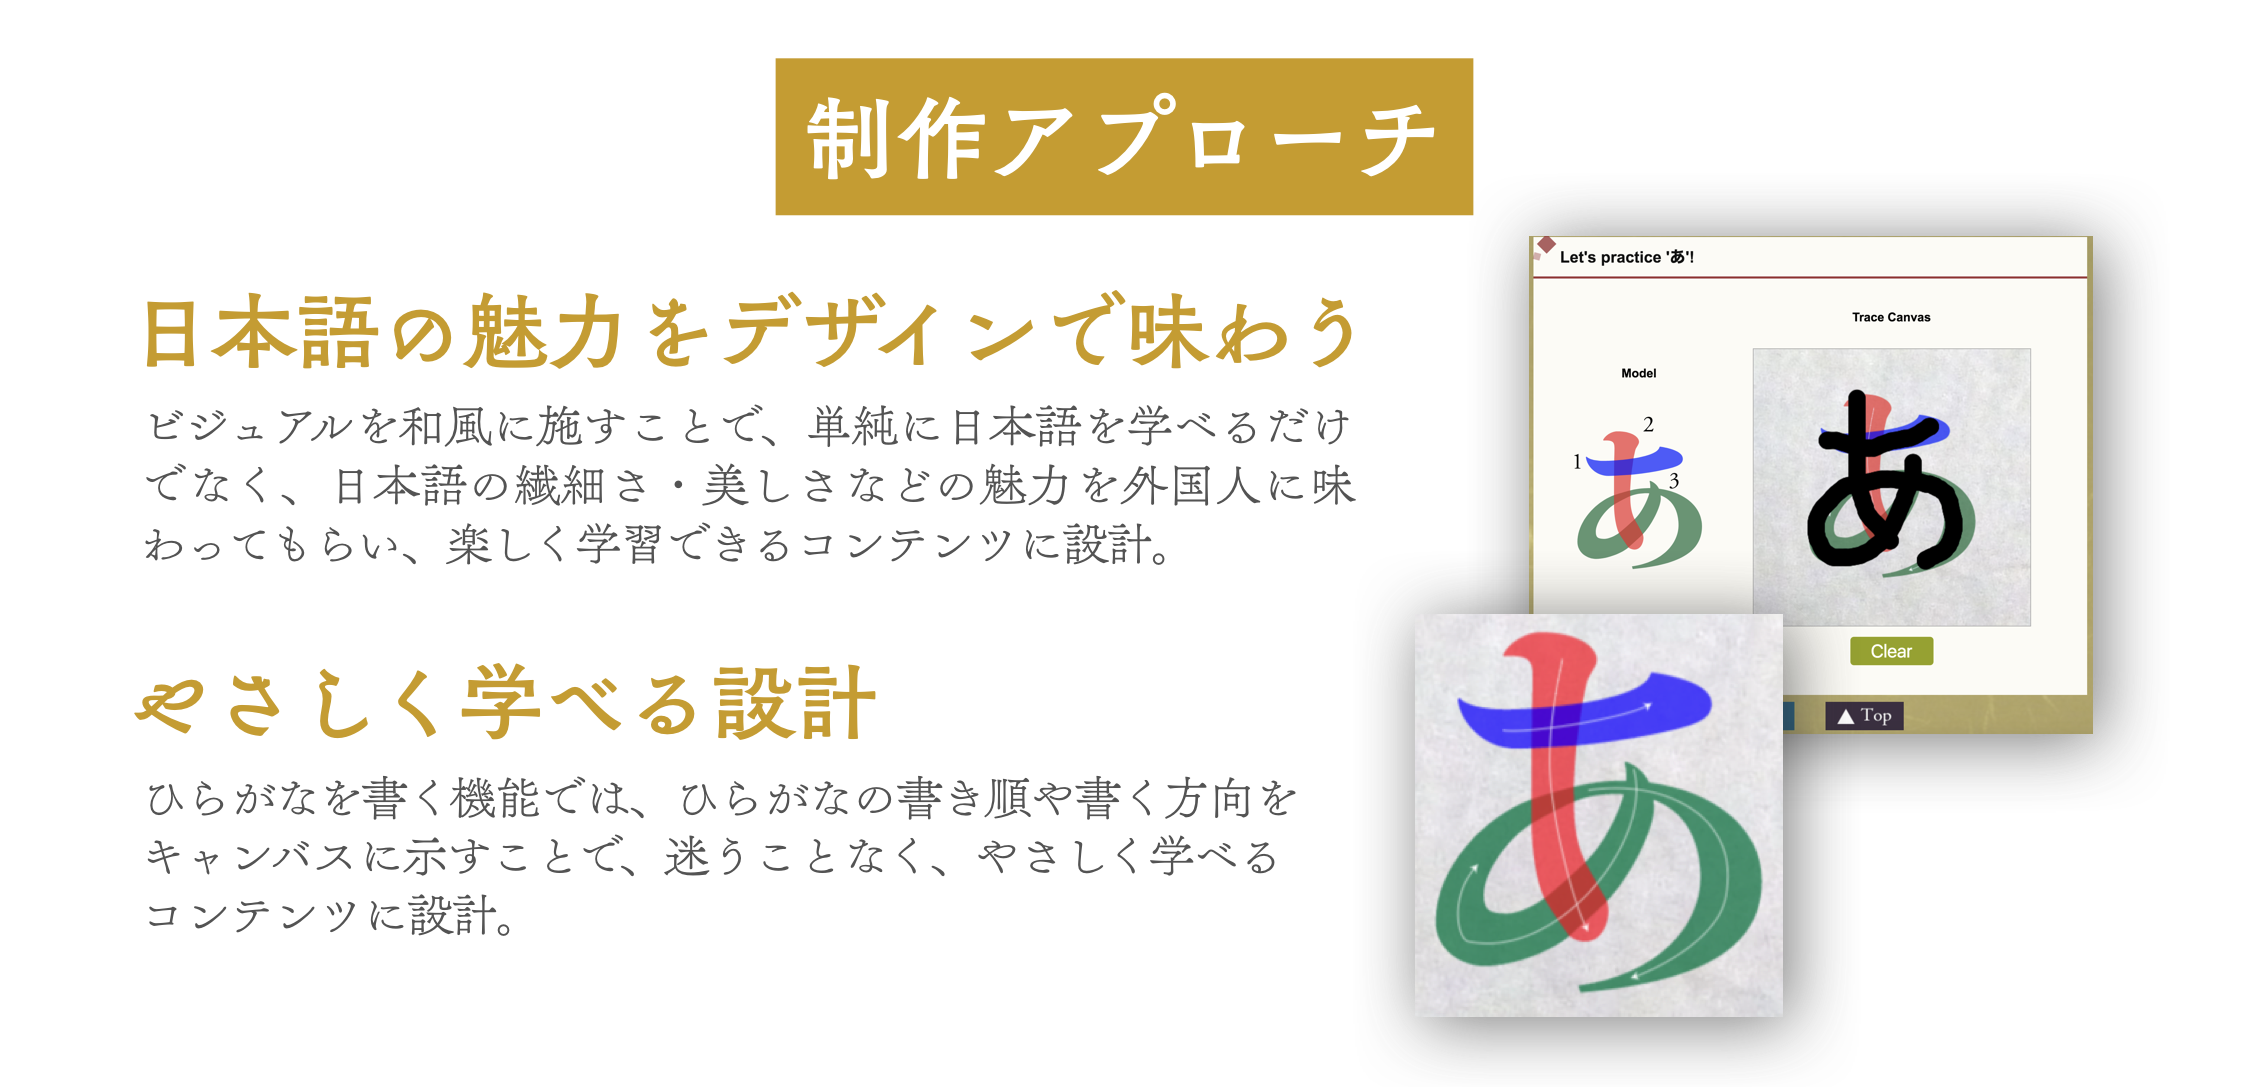 制作アプローチ
日本語の魅力をデザインで味わう
ビジュアルを和風に施すことで、単純に日本語を学べるだけ
でなく、日本語の繊細さ・美しさなどの魅力を外国人に味
わってもらい、楽しく学習できるコンテンツに設計。
やさしく学べる設計
ひらがなを書く機能では、ひらがなの書き順や書く方向を
キャンバスに示すことで、迷うことなく、やさしく学べる
コンテンツに設計。
Let's practice 'あ'!
Trace Canvas
Model
1
2
3
あ
あ
Clear
▲ Top
あ